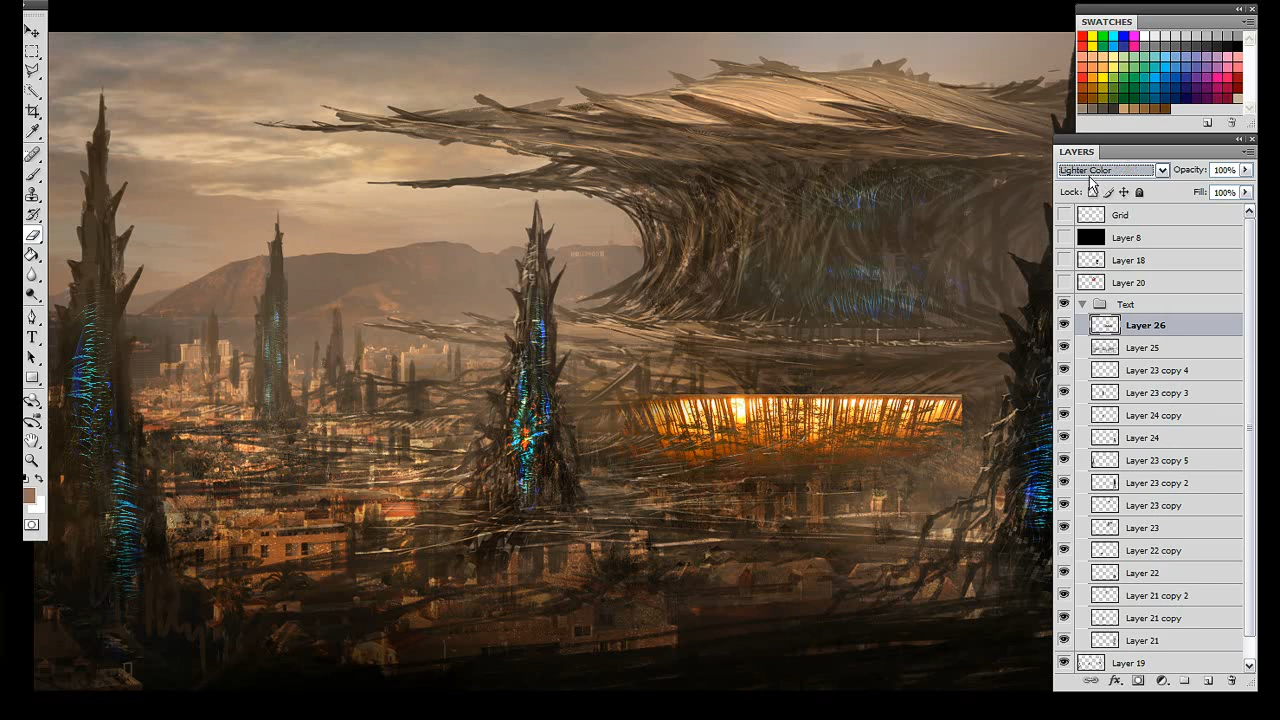 SWATCHES
LAYERS
Lighter Color
Opacity: 100%
Lock:
Fill: 100%
Grid
Layer 8
Layer 18
Layer 20
Text
Layer 26
Layer 25
Layer 23 copy 4
Layer 23 copy 3
Layer 24 copy
Layer 24
Layer 23 copy 5
Layer 23 copy 2
Layer 23 copy
Layer 23
Layer 22 copy
Layer 22
Layer 21 copy 2
Layer 21 copy
Layer 21
Layer 19